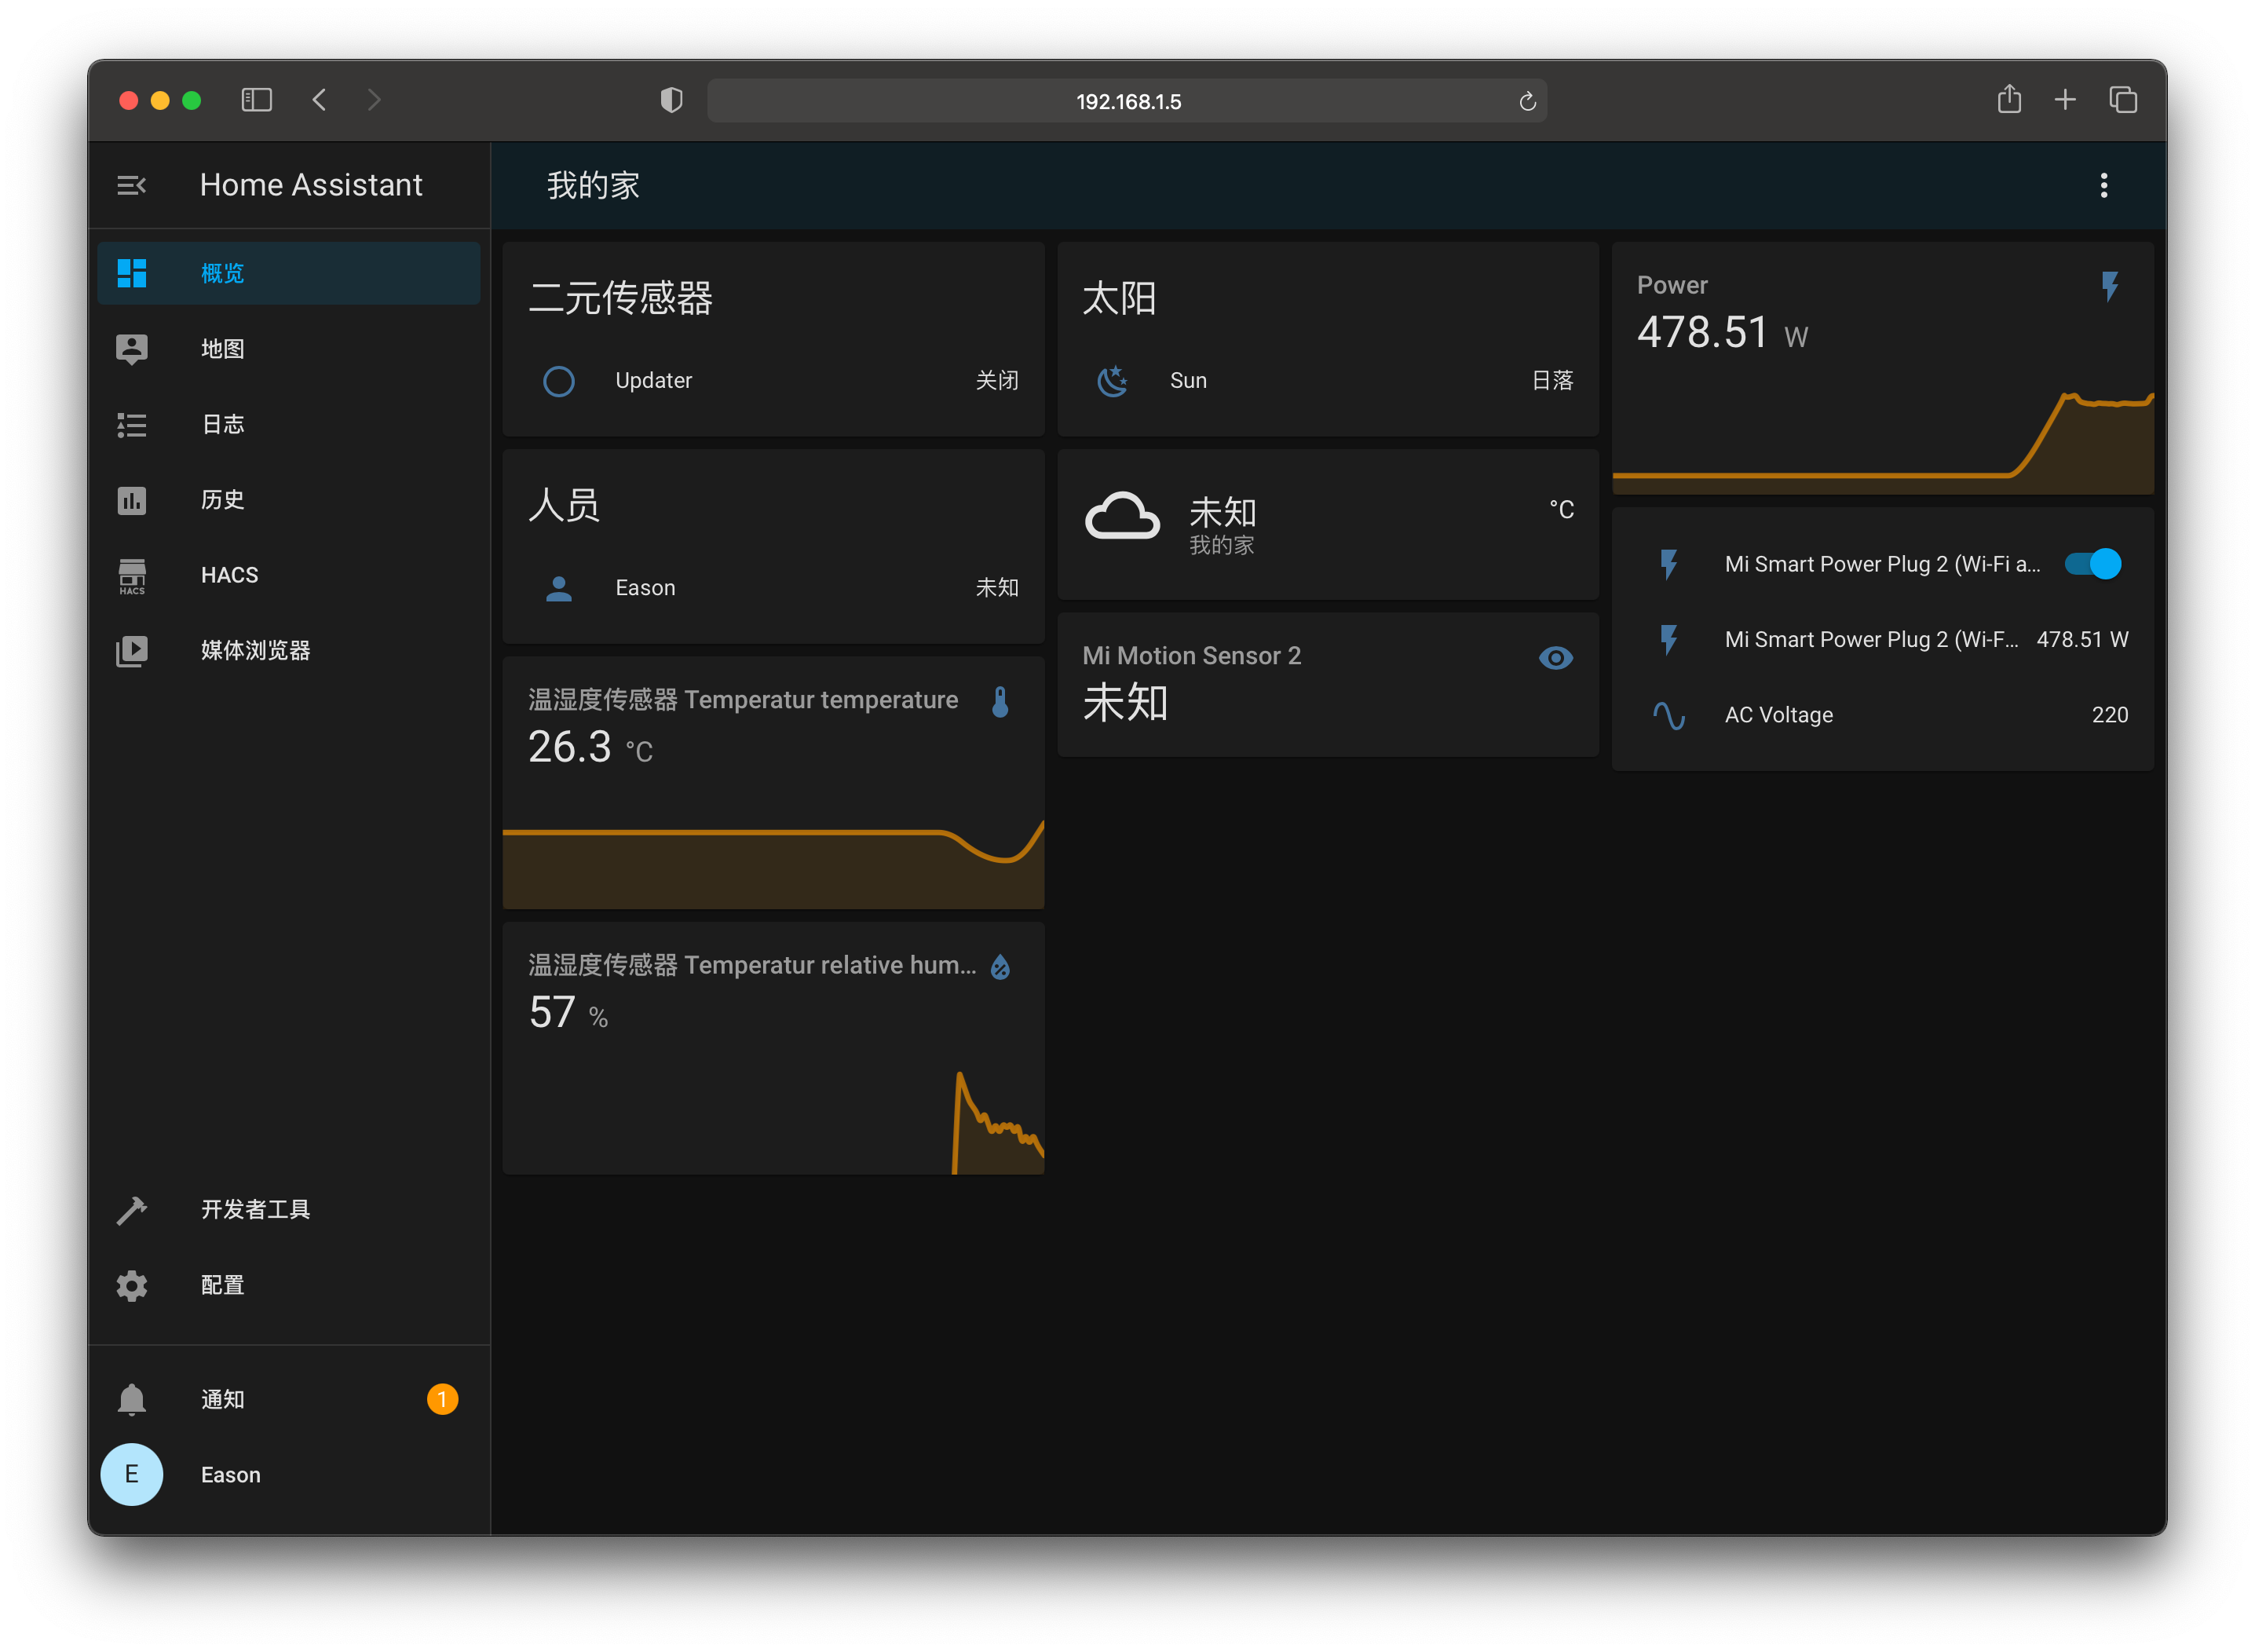 192.168.1.5
Home Assistant
概览
地图
日志
历史
HACS
HACS
媒体浏览器
开发者工具
配置
通知
1
E
Eason
我的家
二元传感器
Updater 关闭
人员
Eason 未知
温湿度传感器 Temperatur temperature
26.3 °C
温湿度传感器 Temperatur relative hum...
57 %
太阳
Sun 日落
未知 °C
我的家
Mi Motion Sensor 2
未知
Power
478.51 W
Mi Smart Power Plug 2 (Wi-Fi a...
Mi Smart Power Plug 2 (Wi-F... 478.51 W
AC Voltage 220